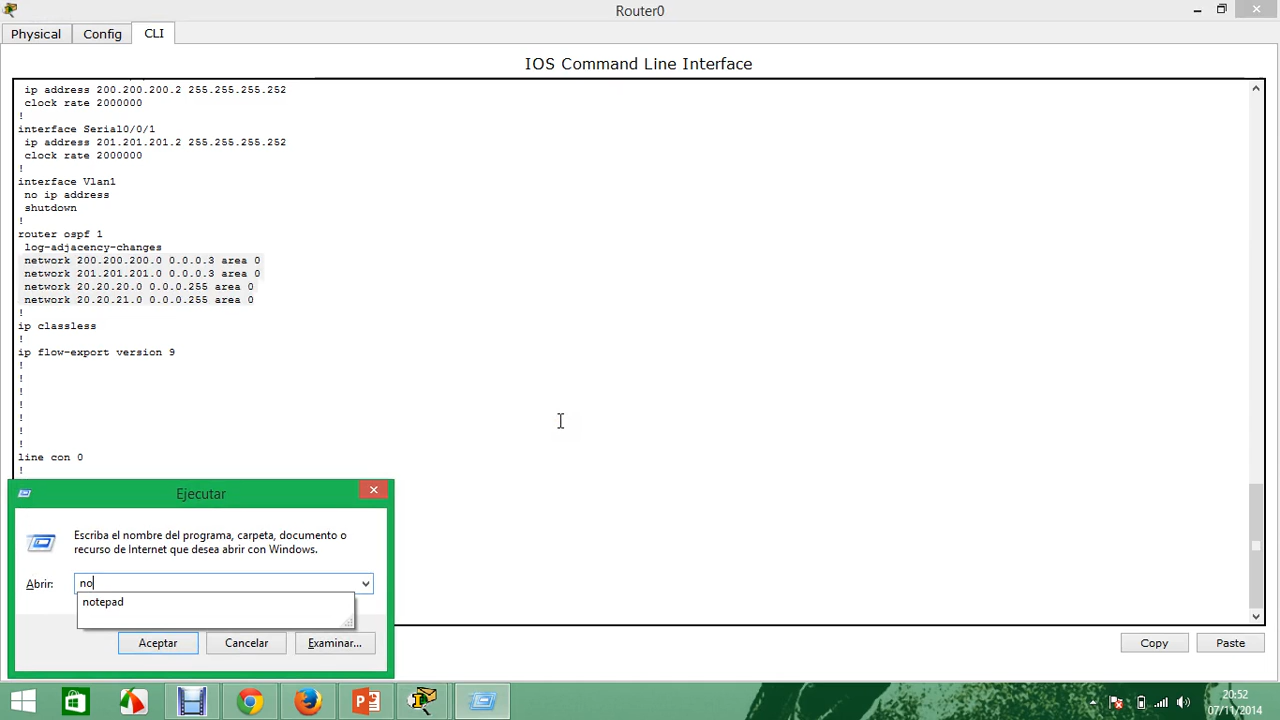 Router0
Physical Config CLI
IOS Command Line Interface
ip address 200.200.200.2 255.255.255.252
clock rate 2000000
!
interface Serial0/0/1
ip address 201.201.201.2 255.255.255.252
clock rate 2000000
!
interface Vlan1
no ip address
shutdown
!
router ospf 1
log-adjacency-changes
network 200.200.200.0 0.0.0.3 area 0
network 201.201.201.0 0.0.0.3 area 0
network 20.20.20.0 0.0.0.255 area 0
network 20.20.21.0 0.0.0.255 area 0
!
ip classless
!
ip flow-export version 9
!
!
!
!
!
!
!
line con 0
!
Ejecutar
Escriba el nombre del programa, carpeta, documento o
recurso de Internet que desea abrir con Windows.
Abrir: no
notepad
Aceptar Cancelar Examinar...
Copy Paste
20:52
07/11/2014